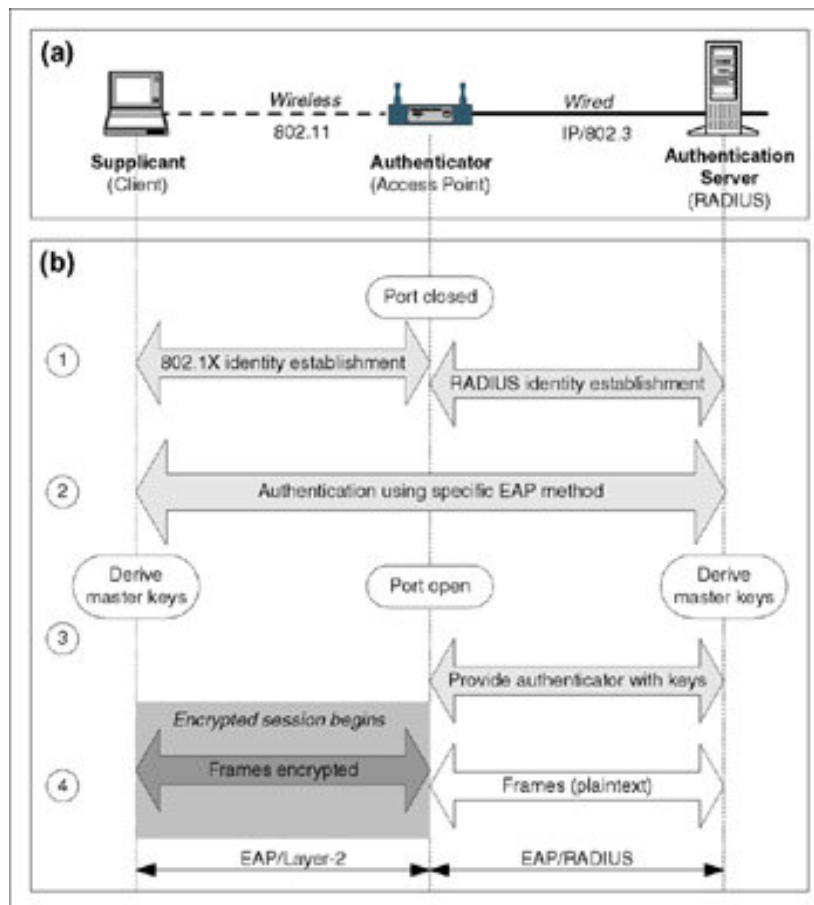 (a)
Wireless
802.11
Wired
IP/802.3
Supplicant
(Client)
Authenticator
(Access Point)
Authentication
Server
(RADIUS)
(b)
Port closed
1
802.1X identity establishment
RADIUS identity establishment
2
Authentication using specific EAP method
Derive
master keys
Port open
Derive
master keys
3
Provide authenticator with keys
Encrypted session begins
4
Frames encrypted
Frames (plaintext)
EAP/Layer-2
EAP/RADIUS